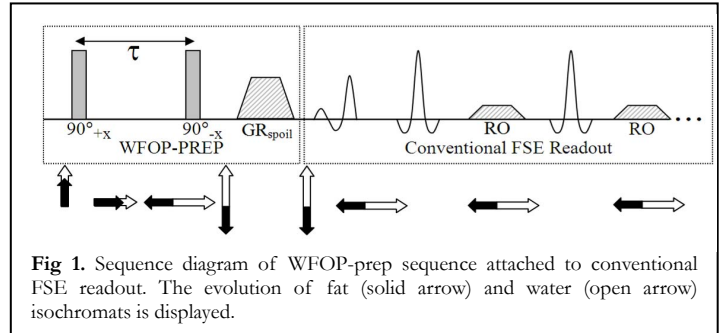 τ
90°+X 90°-X GRspoil RO RO
WFOP-PREP Conventional FSE Readout
Fig 1. Sequence diagram of WFOP-prep sequence attached to conventional
FSE readout. The evolution of fat (solid arrow) and water (open arrow)
isochromats is displayed.